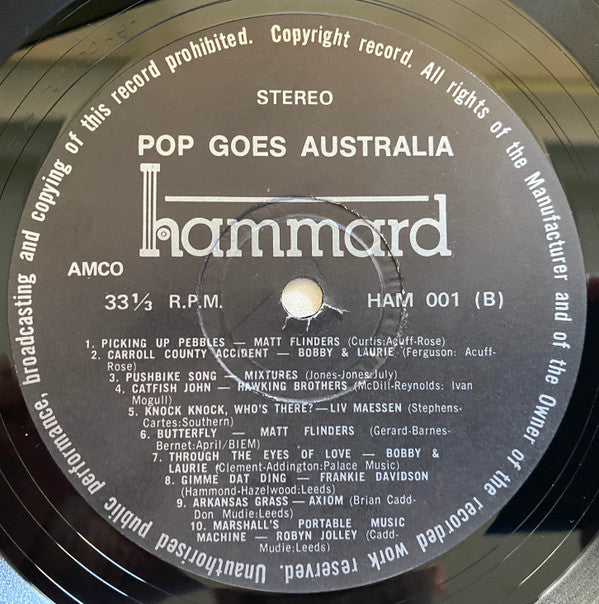 Unauthorised public performance, broadcasting and copying of this record prohibited. Copyright record. All rights of the Manufacturer and of the Owner of the recorded work reserved.
STEREO
POP GOES AUSTRALIA
hammard
AMCO
33⅓ R.P.M. HAM 001 (B)
1. PICKING UP PEBBLES — MATT FLINDERS (Curtis:Acuff-Rose)
2. CARROLL COUNTY ACCIDENT — BOBBY & LAURIE (Ferguson: Acuff-
Rose)
3. PUSHBIKE SONG — MIXTURES (Jones-Jones:July)
4. CATFISH JOHN — HAWKING BROTHERS (McDill-Reynolds: Ivan
Mogull)
5. KNOCK KNOCK, WHO'S THERE?—LIV MAESSEN (Stephens-
Cartes:Southern)
6. BUTTERFLY — MATT FLINDERS (Gerard-Barnes-
Bernet:April/BIEM)
7. THROUGH THE EYES OF LOVE — BOBBY &
LAURIE (Clement-Addington:Palace Music)
8. GIMME DAT DING — FRANKIE DAVIDSON
(Hammond-Hazelwood:Leeds)
9. ARKANSAS GRASS — AXIOM (Brian Cadd-
Don Mudie:Leeds)
10. MARSHALL'S PORTABLE MUSIC
MACHINE — ROBYN JOLLEY (Cadd-
Mudie:Leeds)